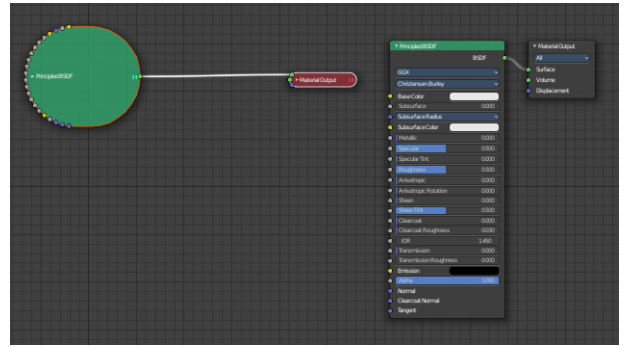 Principled BSDF
Material Output
Principled BSDF
BSDF
GGX
Christensen-Burley
Base Color
Subsurface 0.000
Subsurface Radius
Subsurface Color
Metallic 0.000
Specular 0.500
Specular Tint 0.000
Roughness 0.500
Anisotropic 0.000
Anisotropic Rotation 0.000
Sheen 0.000
Sheen Tint 0.500
Clearcoat 0.000
Clearcoat Roughness 0.030
IOR 1.450
Transmission 0.000
Transmission Roughness 0.000
Emission
Alpha 1.000
Normal
Clearcoat Normal
Tangent
Material Output
All
Surface
Volume
Displacement